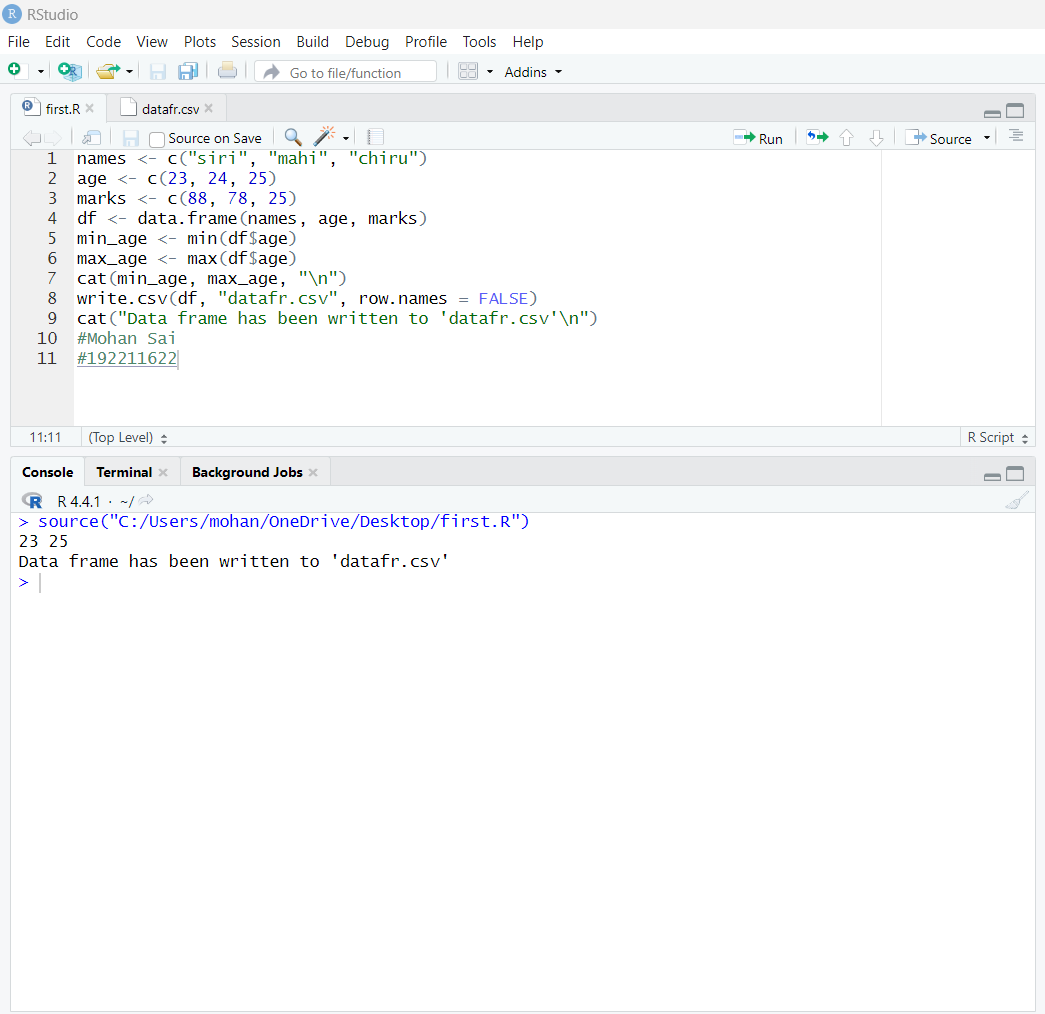 RStudio
File Edit Code View Plots Session Build Debug Profile Tools Help
Go to file/function Addins
first.R datafr.csv
Source on Save Run Source
1 names <- c("siri", "mahi", "chiru")
2 age <- c(23, 24, 25)
3 marks <- c(88, 78, 25)
4 df <- data.frame(names, age, marks)
5 min_age <- min(df$age)
6 max_age <- max(df$age)
7 cat(min_age, max_age, "\n")
8 write.csv(df, "datafr.csv", row.names = FALSE)
9 cat("Data frame has been written to 'datafr.csv'\n")
10 #Mohan Sai
11 #192211622
11:11 (Top Level) R Script
Console Terminal Background Jobs
R R 4.4.1 · ~/
> source("C:/Users/mohan/OneDrive/Desktop/first.R")
23 25
Data frame has been written to 'datafr.csv'
>